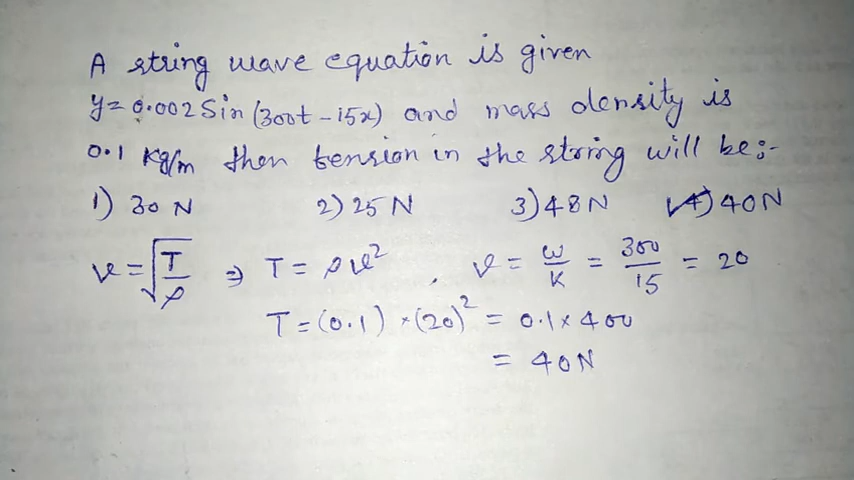 A string wave equation is given
y = 0.002 Sin (300t - 15x) and mass density is
0.1 Kg/m then tension in the string will be:-
1) 30 N 2) 25 N 3) 48 N 4) 40 N
v = √(T/ρ) ⇒ T = ρv², v = ω/K = 300/15 = 20
T = (0.1) × (20)² = 0.1 × 400
= 40 N